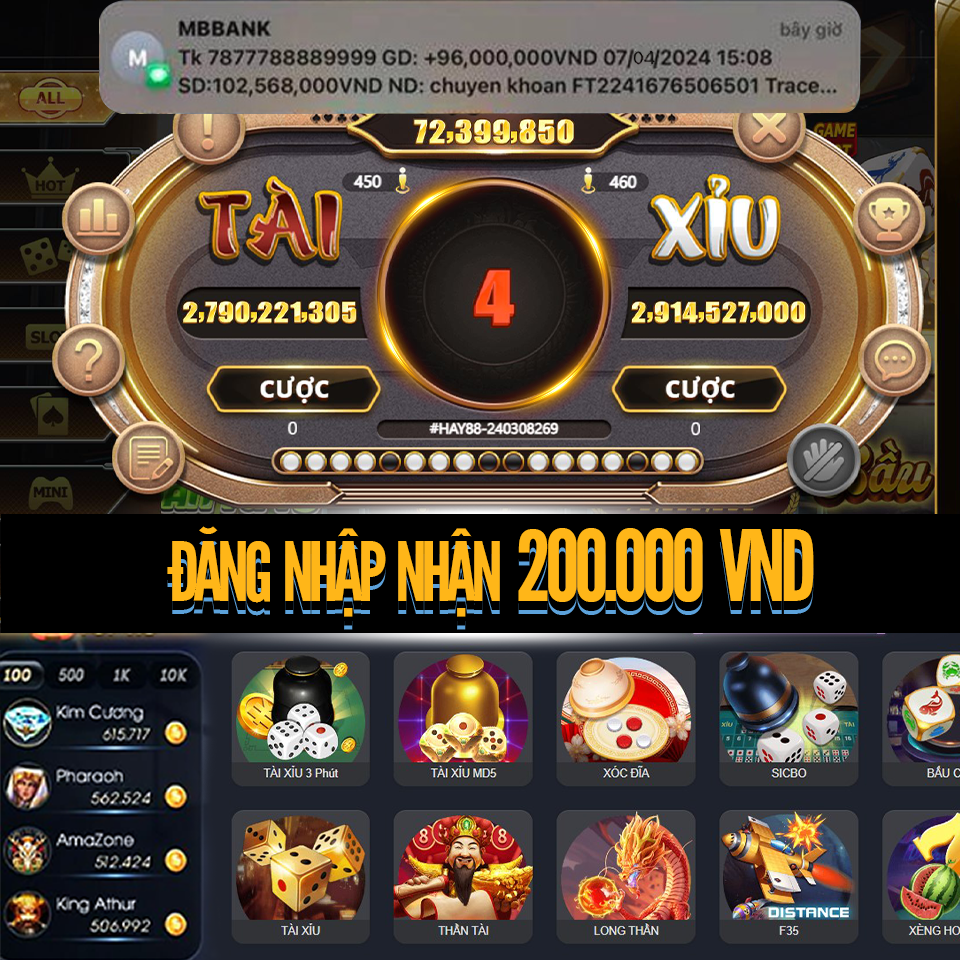 MBBANK
bây giờ
M
Tk 7877788889999 GD: +96,000,000VND 07/04/2024 15:08
SD:102,568,000VND ND: chuyen khoan FT2241676506501 Trace...
ALL
72,399,850
GAME
HOT
450
460
TÀI
XỈU
4
2,790,221,305
2,914,527,000
CƯỢC
CƯỢC
0
#HAY88-240308269
0
MINI
ĐĂNG NHẬP NHẬN 200.000 VND
100 500 1K 10K
Kim Cương
615.717
Pharaoh
562.524
AmaZone
512.424
King Athur
506.992
TÀI XỈU 3 Phút
TÀI XỈU MD5
XÓC ĐĨA
SICBO
BẦU C
TÀI XỈU
THẦN TÀI
LONG THẦN
DISTANCE
F35
XÈNG HO